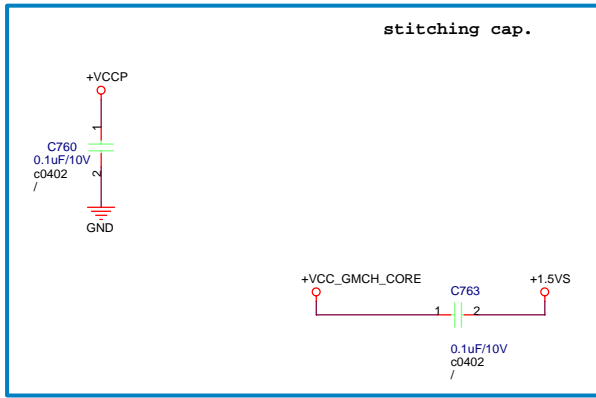 stitching cap.
+VCCP
1
C760
0.1uF/10V
c0402
/
2
GND
+VCC_GMCH_CORE
C763
+1.5VS
1
2
0.1uF/10V
c0402
/